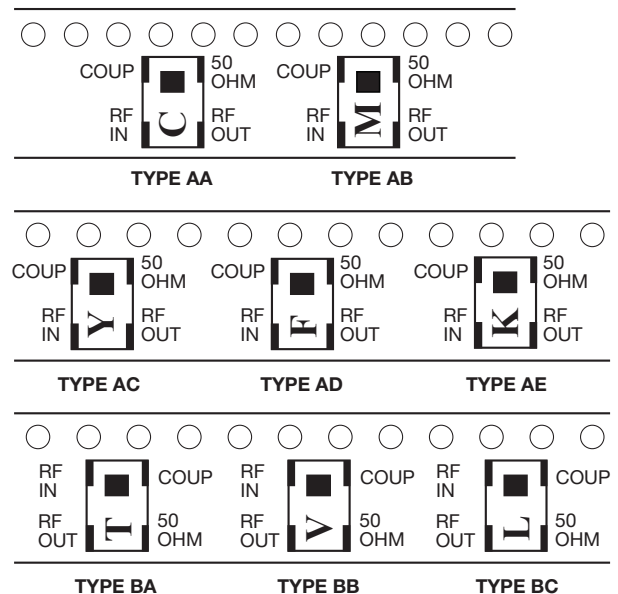 COUP 50 OHM COUP 50 OHM
RF IN C RF OUT RF IN M RF OUT
TYPE AA TYPE AB
COUP 50 OHM COUP 50 OHM COUP 50 OHM
RF IN Y RF OUT RF IN F RF OUT RF IN K RF OUT
TYPE AC TYPE AD TYPE AE
RF IN COUP RF IN COUP RF IN COUP
RF OUT T 50 OHM RF OUT V 50 OHM RF OUT L 50 OHM
TYPE BA TYPE BB TYPE BC